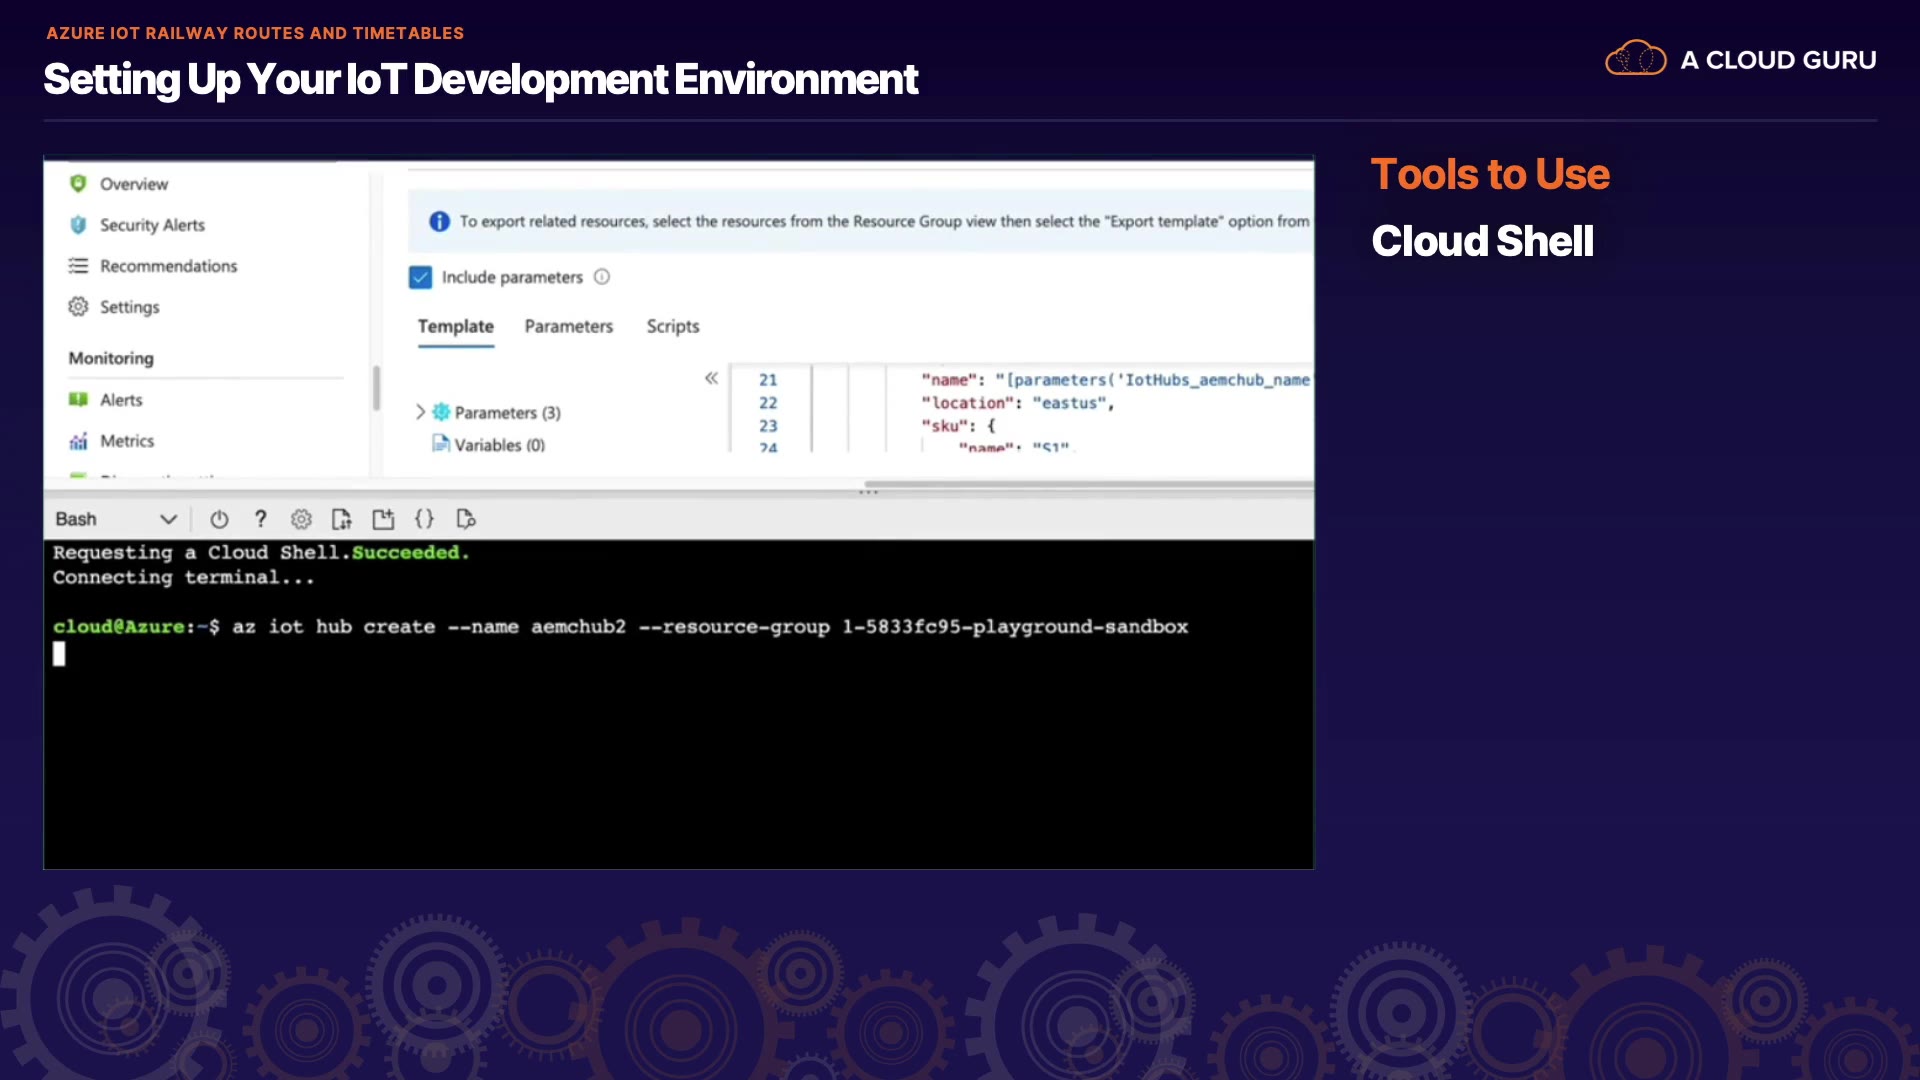 AZURE IOT RAILWAY ROUTES AND TIMETABLES
Setting Up Your IoT Development Environment
A CLOUD GURU
Tools to Use
Cloud Shell
Overview
Security Alerts
Recommendations
Settings
Monitoring
Alerts
Metrics
To export related resources, select the resources from the Resource Group view then select the "Export template" option from
Include parameters
Template Parameters Scripts
Parameters (3)
Variables (0)
21 "name": "[parameters('IotHubs_aemchub_name'
22 "location": "eastus",
23 "sku": {
24 "name": "S1"
Bash
Requesting a Cloud Shell.Succeeded.
Connecting terminal...
cloud@Azure:~$ az iot hub create --name aemchub2 --resource-group 1-5833fc95-playground-sandbox